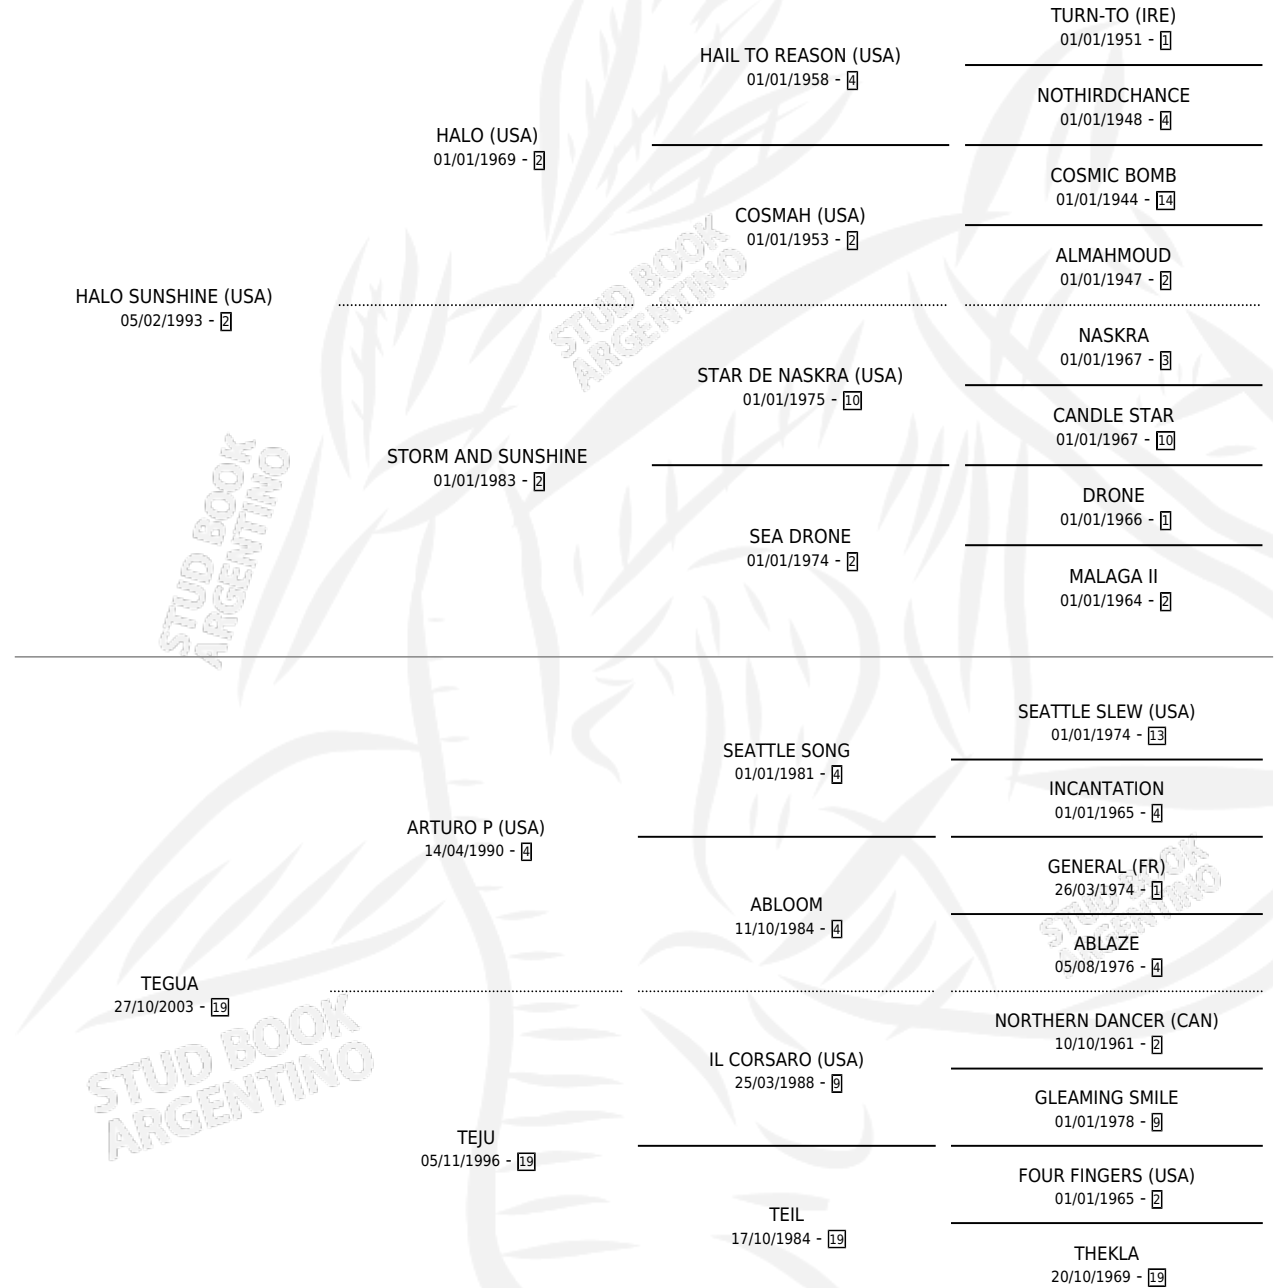 TURN-TO (IRE)
01/01/1951 - 1
HAIL TO REASON (USA)
01/01/1958 - 4
NOTHIRDCHANCE
01/01/1948 - 4
HALO (USA)
01/01/1969 - 2
COSMIC BOMB
01/01/1944 - 14
COSMAH (USA)
01/01/1953 - 2
ALMAHMOUD
01/01/1947 - 2
HALO SUNSHINE (USA)
05/02/1993 - 2
STUD BOOK
ARGENTINO
NASKRA
01/01/1967 - 3
STAR DE NASKRA (USA)
01/01/1975 - 10
CANDLE STAR
01/01/1967 - 10
STORM AND SUNSHINE
01/01/1983 - 2
DRONE
01/01/1966 - 1
SEA DRONE
01/01/1974 - 2
MALAGA II
01/01/1964 - 2
STUD BOOK
ARGENTINO
SEATTLE SLEW (USA)
01/01/1974 - 13
SEATTLE SONG
01/01/1981 - 4
INCANTATION
01/01/1965 - 4
ARTURO P (USA)
14/04/1990 - 4
GENERAL (FR)
26/03/1974 - 1
ABLOOM
11/10/1984 - 4
ABLAZE
05/08/1976 - 4
STUD BOOK
ARGENTINO
TEGUA
27/10/2003 - 19
STUD BOOK
ARGENTINO
NORTHERN DANCER (CAN)
10/10/1961 - 2
IL CORSARO (USA)
25/03/1988 - 9
GLEAMING SMILE
01/01/1978 - 9
TEJU
05/11/1996 - 19
FOUR FINGERS (USA)
01/01/1965 - 2
TEIL
17/10/1984 - 19
THEKLA
20/10/1969 - 19